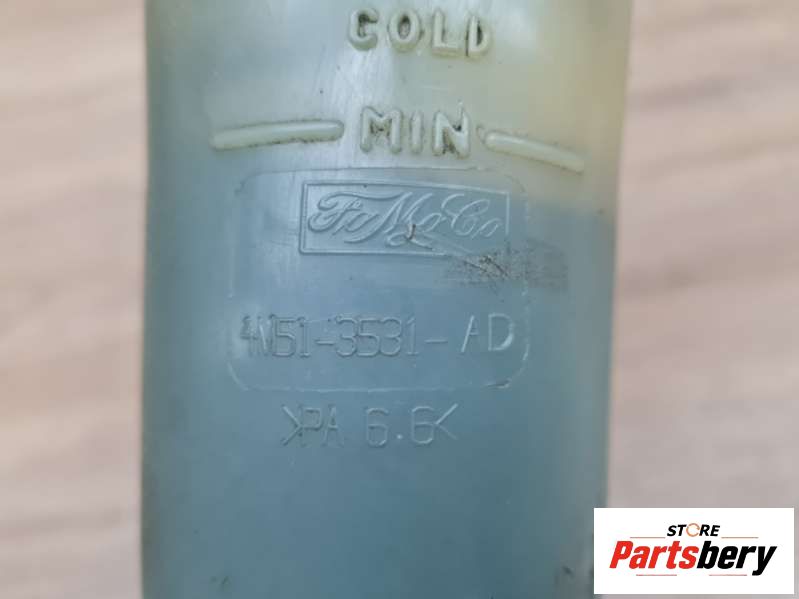 COLD
MIN
FoMoCo
4M51-3531-AD
>PA 6.6<
STORE
Partsbery